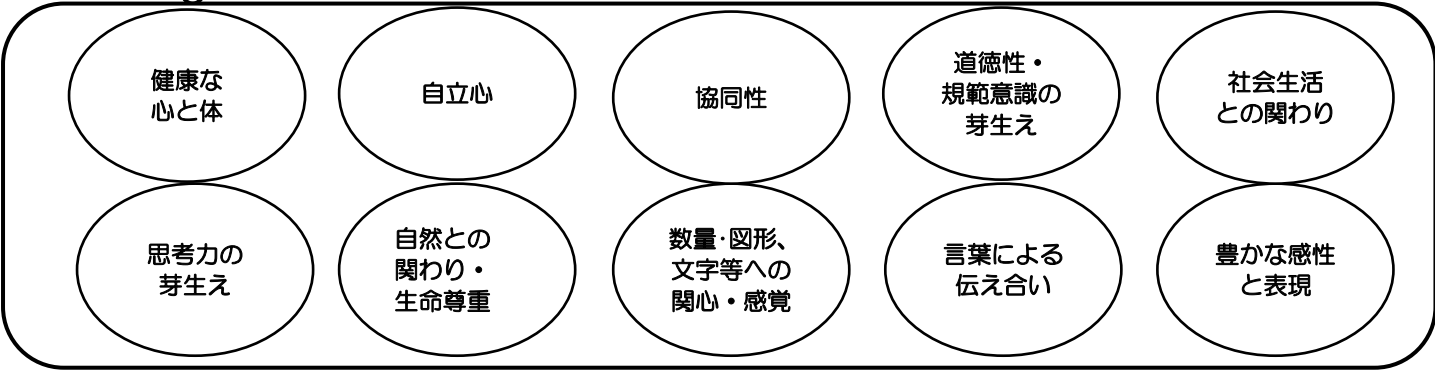 健康な
心と体
自立心
協同性
道徳性・
規範意識の
芽生え
社会生活
との関わり
思考力の
芽生え
自然との
関わり・
生命尊重
数量・図形、
文字等への
関心・感覚
言葉による
伝え合い
豊かな感性
と表現